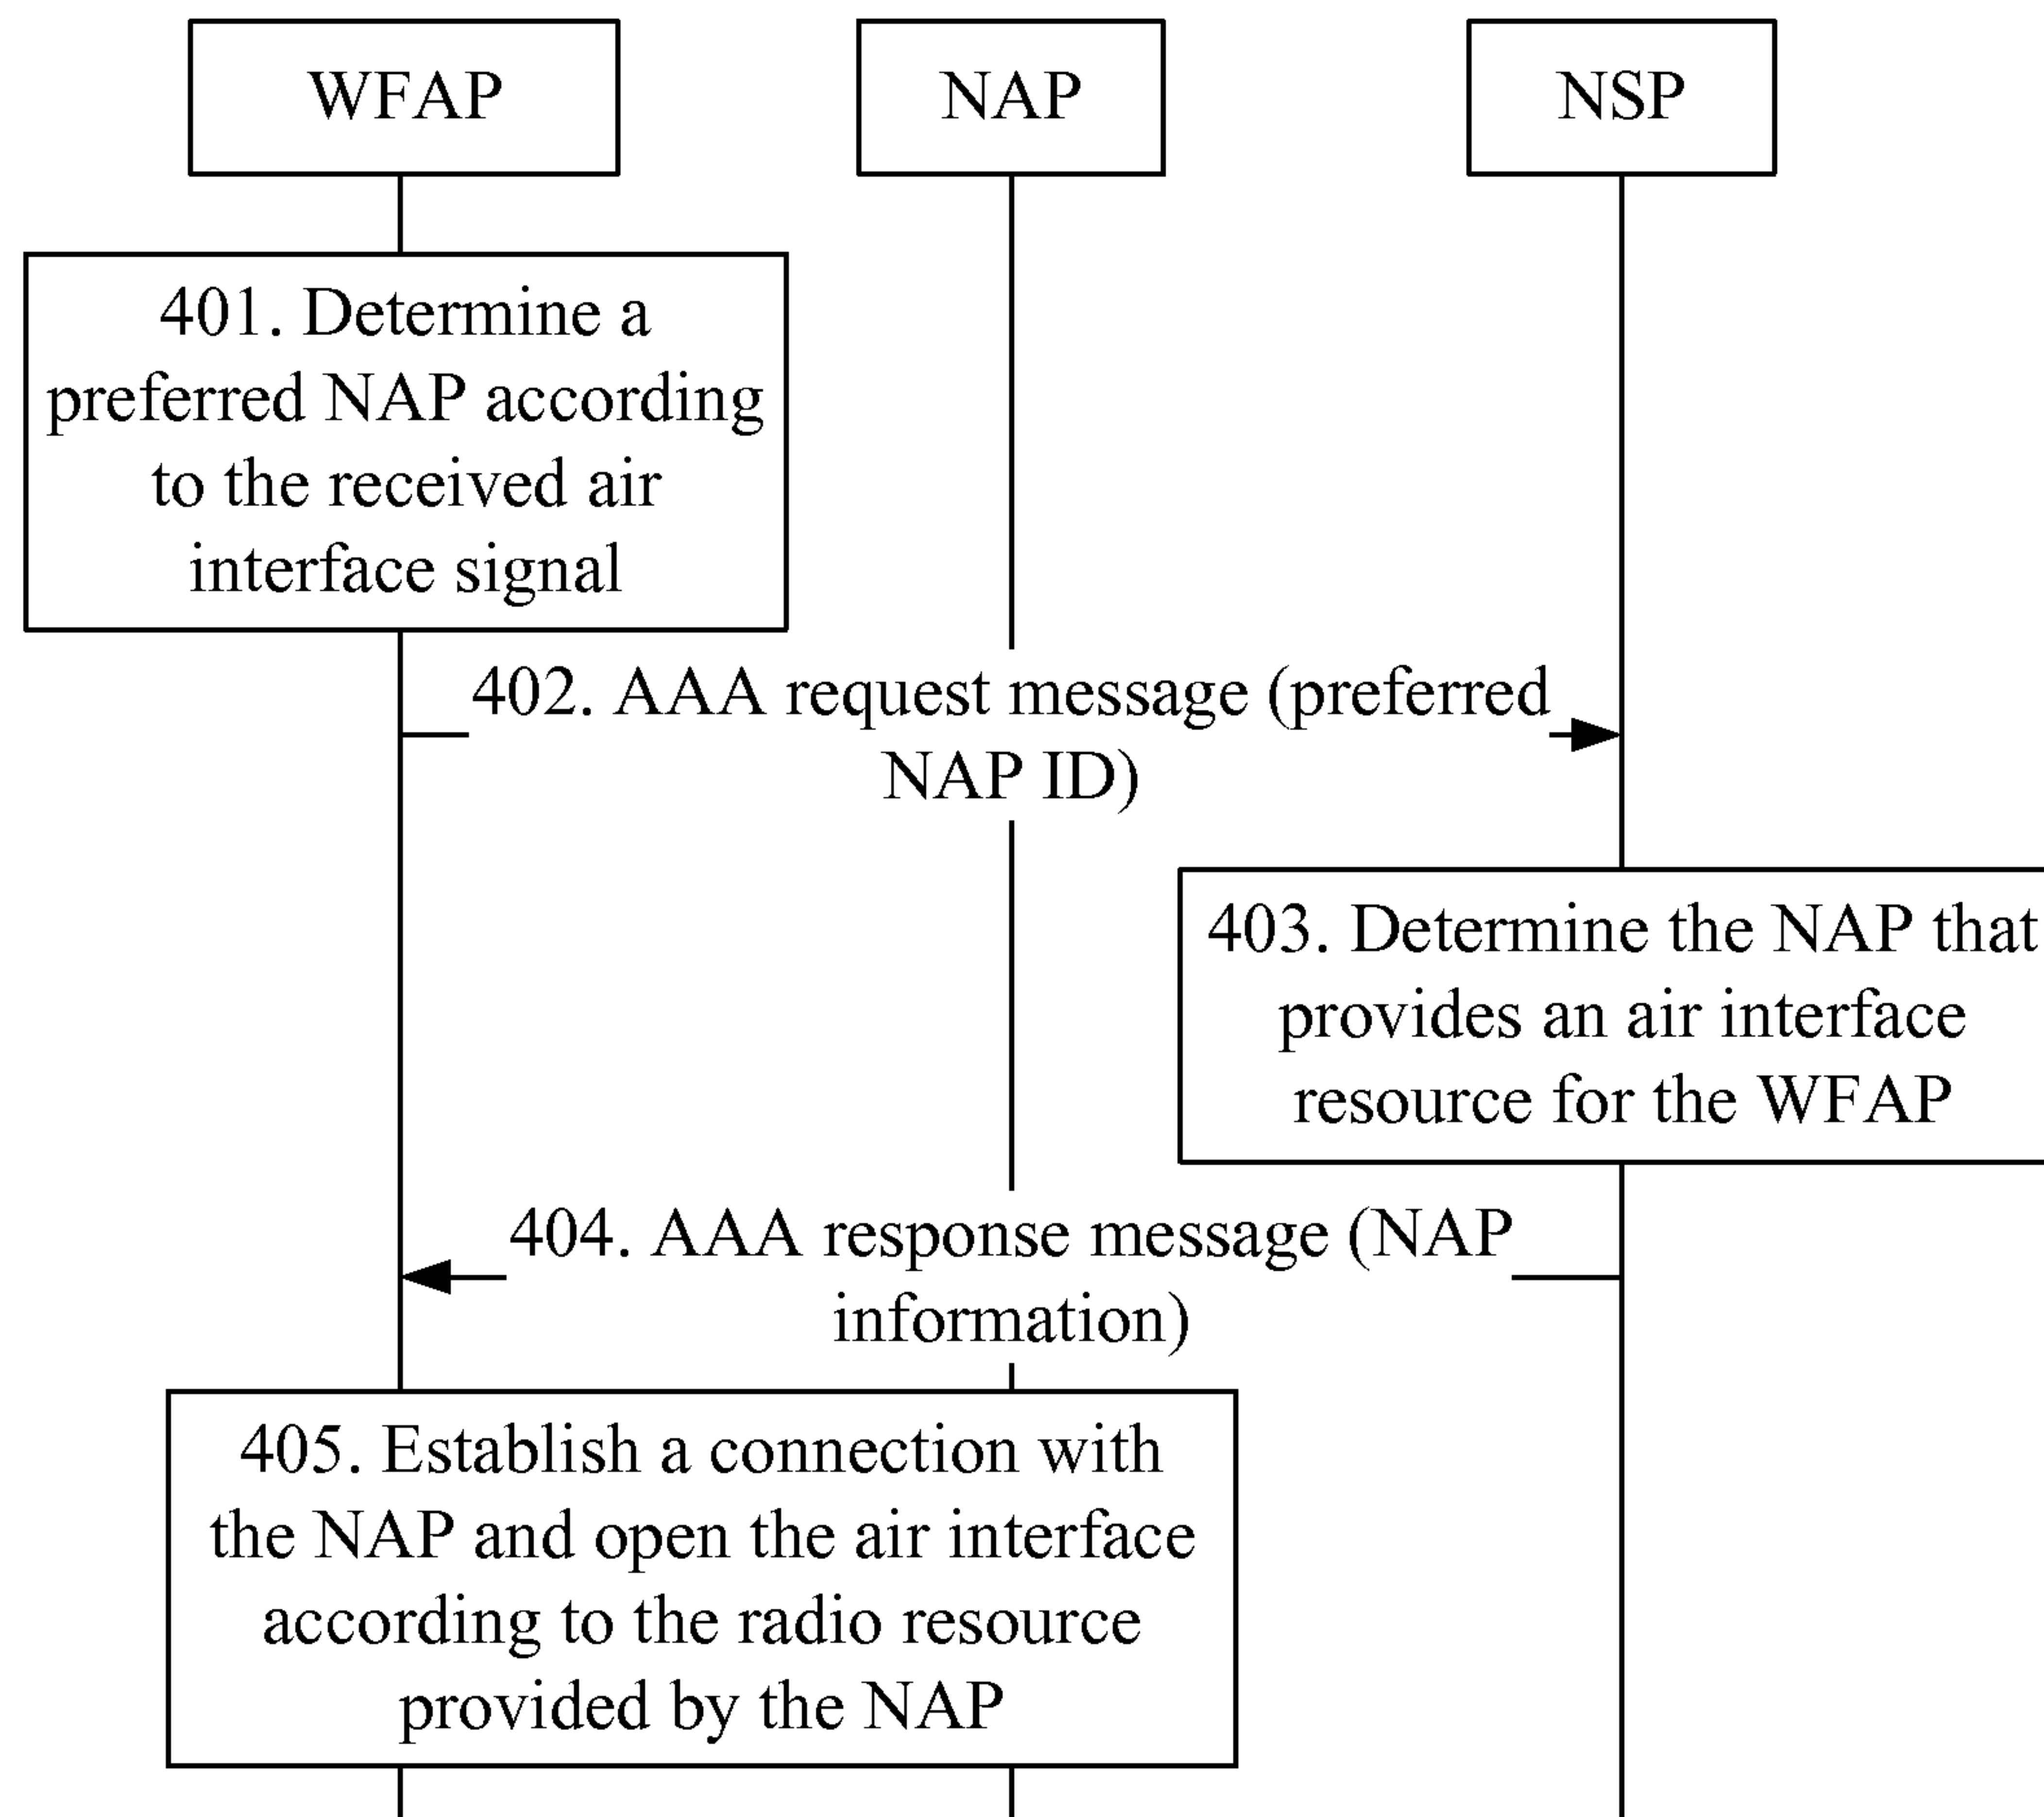 WFAP
NAP
NSP
401. Determine a
preferred NAP according
to the received air
interface signal
402. AAA request message (preferred
NAP ID)
403. Determine the NAP that
provides an air interface
resource for the WFAP
404. AAA response message (NAP
information)
405. Establish a connection with
the NAP and open the air interface
according to the radio resource
provided by the NAP